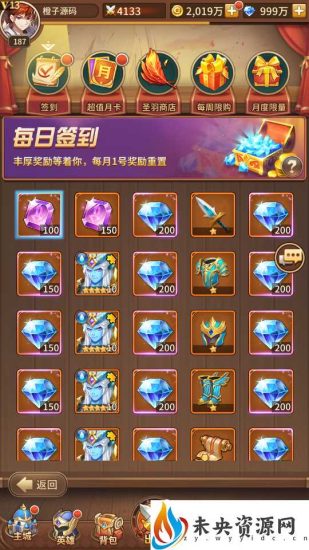 V13
橙子源码
4133
2,019万
999万
187
签到
超值月卡
圣羽商店
每周限购
月度限量
每日签到
丰厚奖励等着你，每月1号奖励重置
?
100 150 200 200
150 200 200
150 200 200
150 200 200
返回
主城
英雄
背包
未央资源网